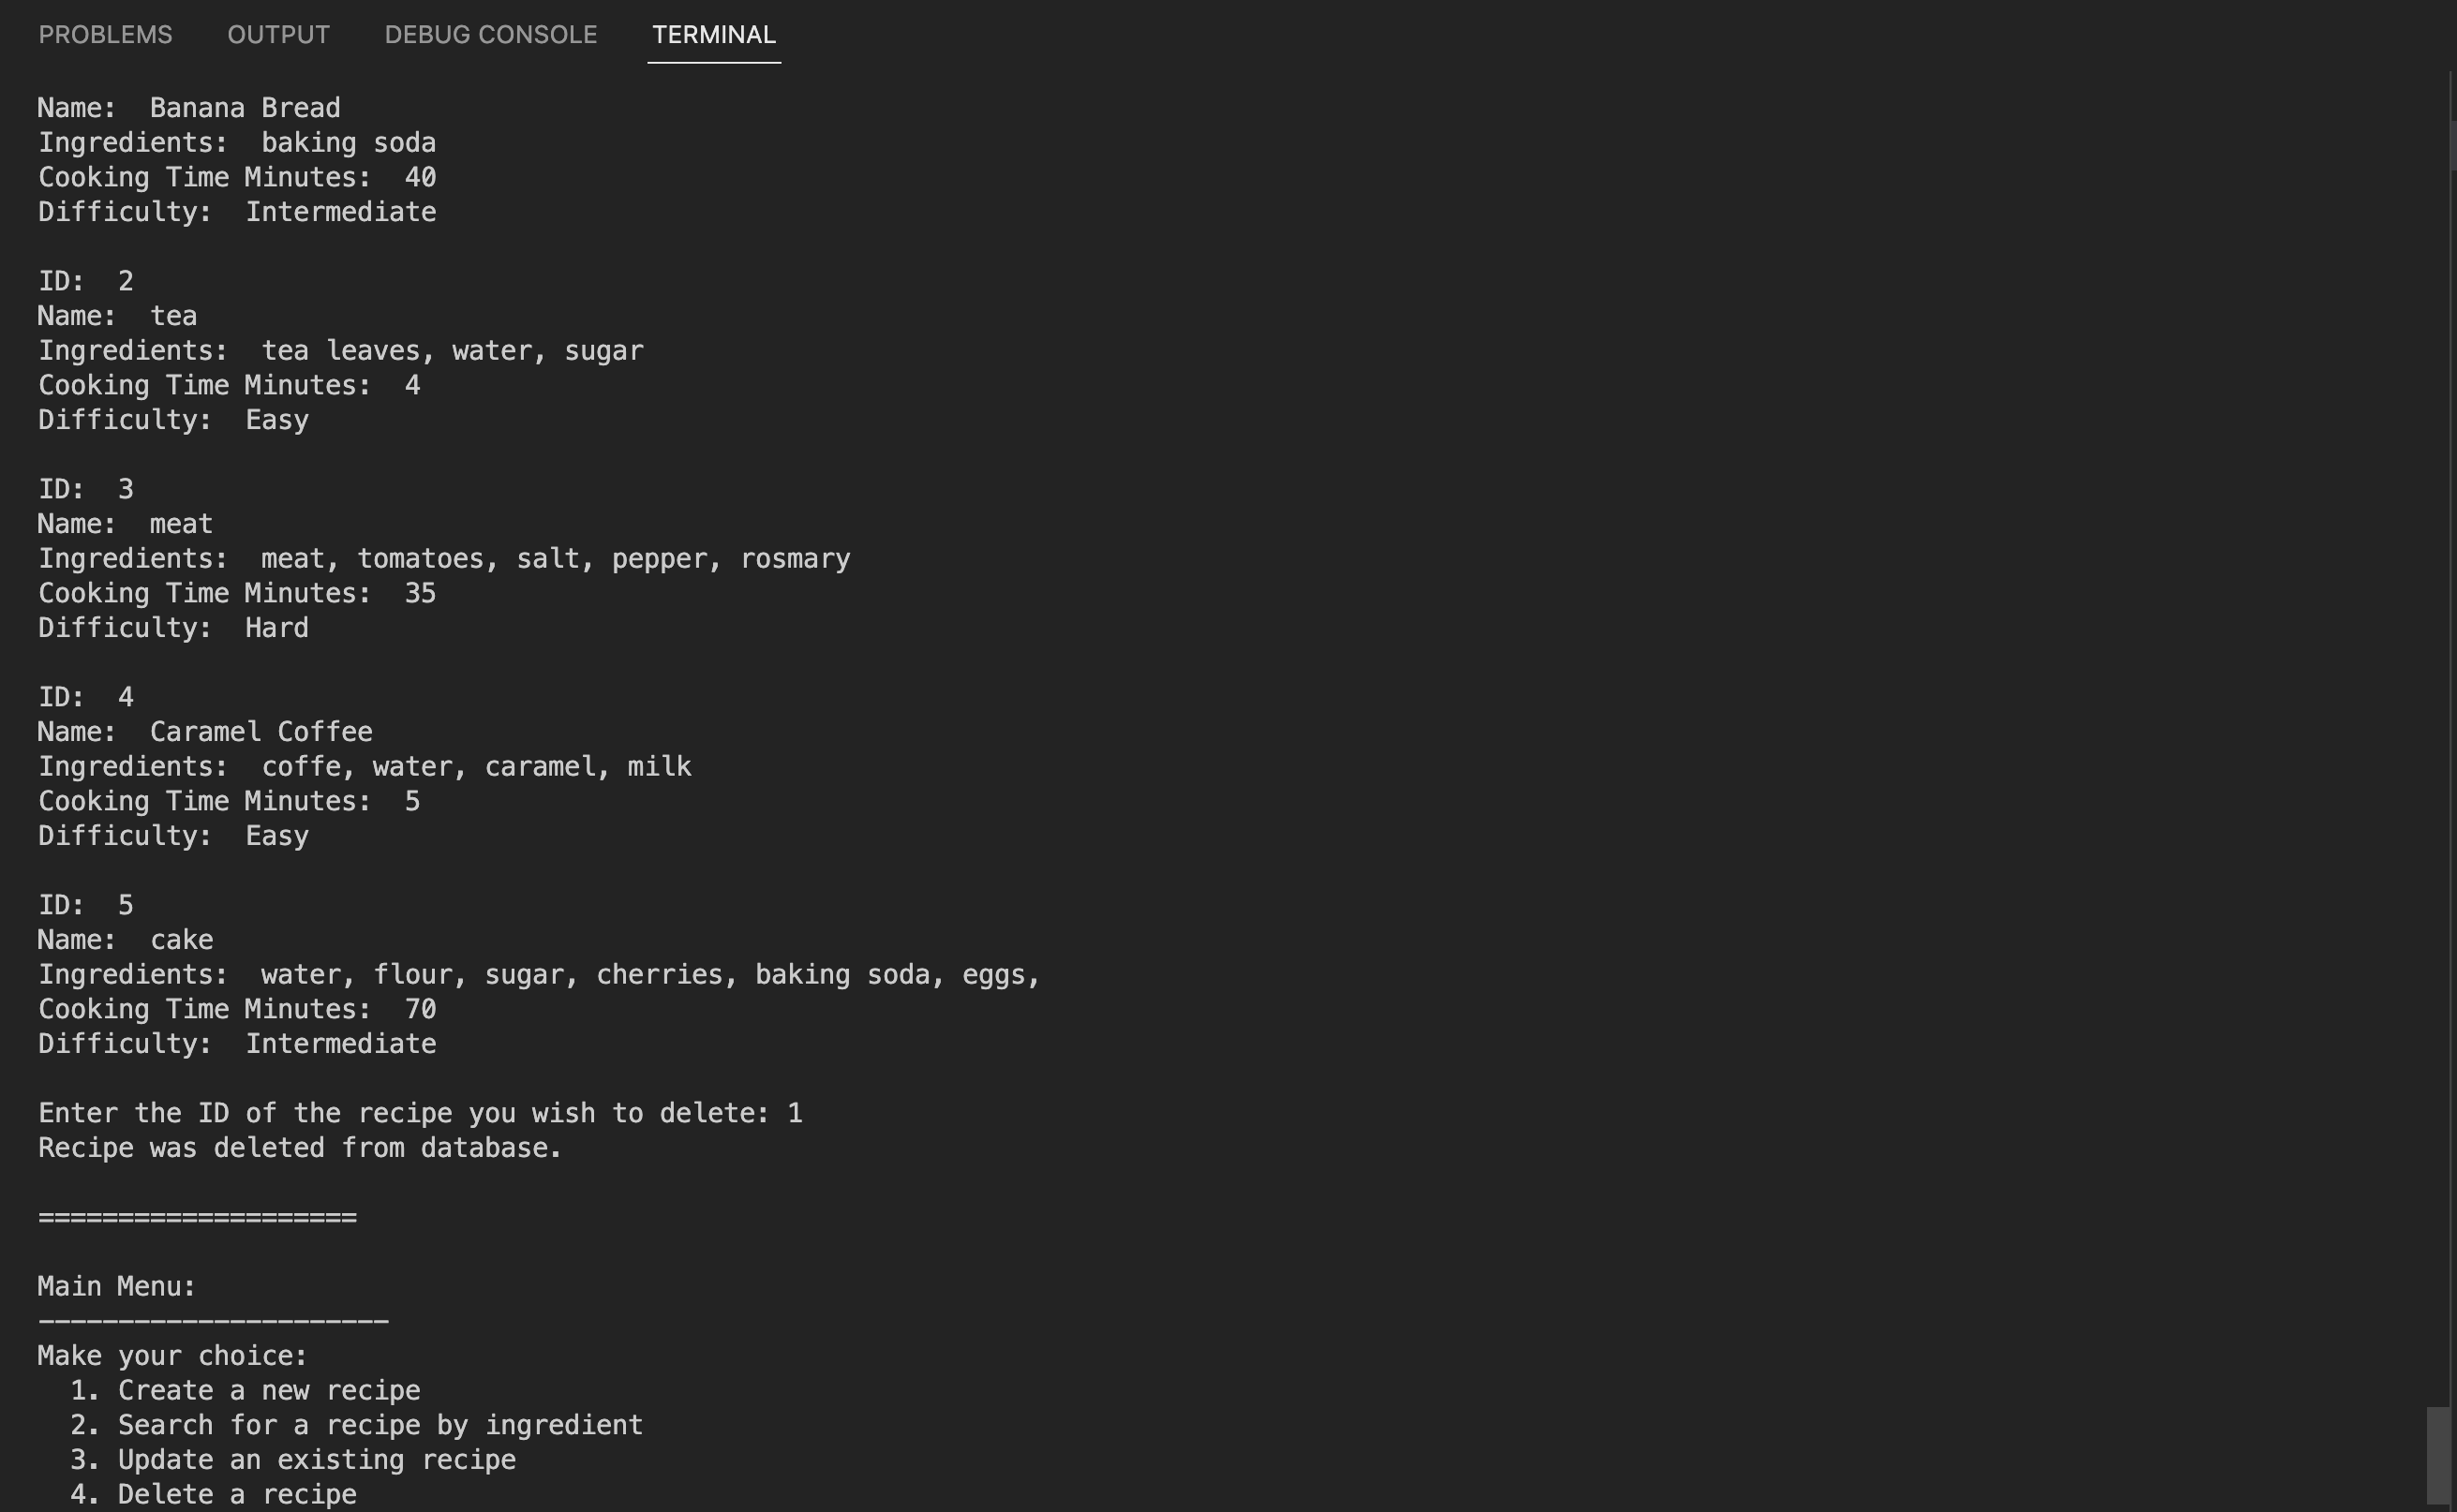 PROBLEMS OUTPUT DEBUG CONSOLE TERMINAL
Name:  Banana Bread
Ingredients:  baking soda
Cooking Time Minutes:  40
Difficulty:  Intermediate
ID:  2
Name:  tea
Ingredients:  tea leaves, water, sugar
Cooking Time Minutes:  4
Difficulty:  Easy
ID:  3
Name:  meat
Ingredients:  meat, tomatoes, salt, pepper, rosmary
Cooking Time Minutes:  35
Difficulty:  Hard
ID:  4
Name:  Caramel Coffee
Ingredients:  coffe, water, caramel, milk
Cooking Time Minutes:  5
Difficulty:  Easy
ID:  5
Name:  cake
Ingredients:  water, flour, sugar, cherries, baking soda, eggs,
Cooking Time Minutes:  70
Difficulty:  Intermediate
Enter the ID of the recipe you wish to delete: 1
Recipe was deleted from database.
====================
Main Menu:
----------------------
Make your choice:
  1. Create a new recipe
  2. Search for a recipe by ingredient
  3. Update an existing recipe
  4. Delete a recipe